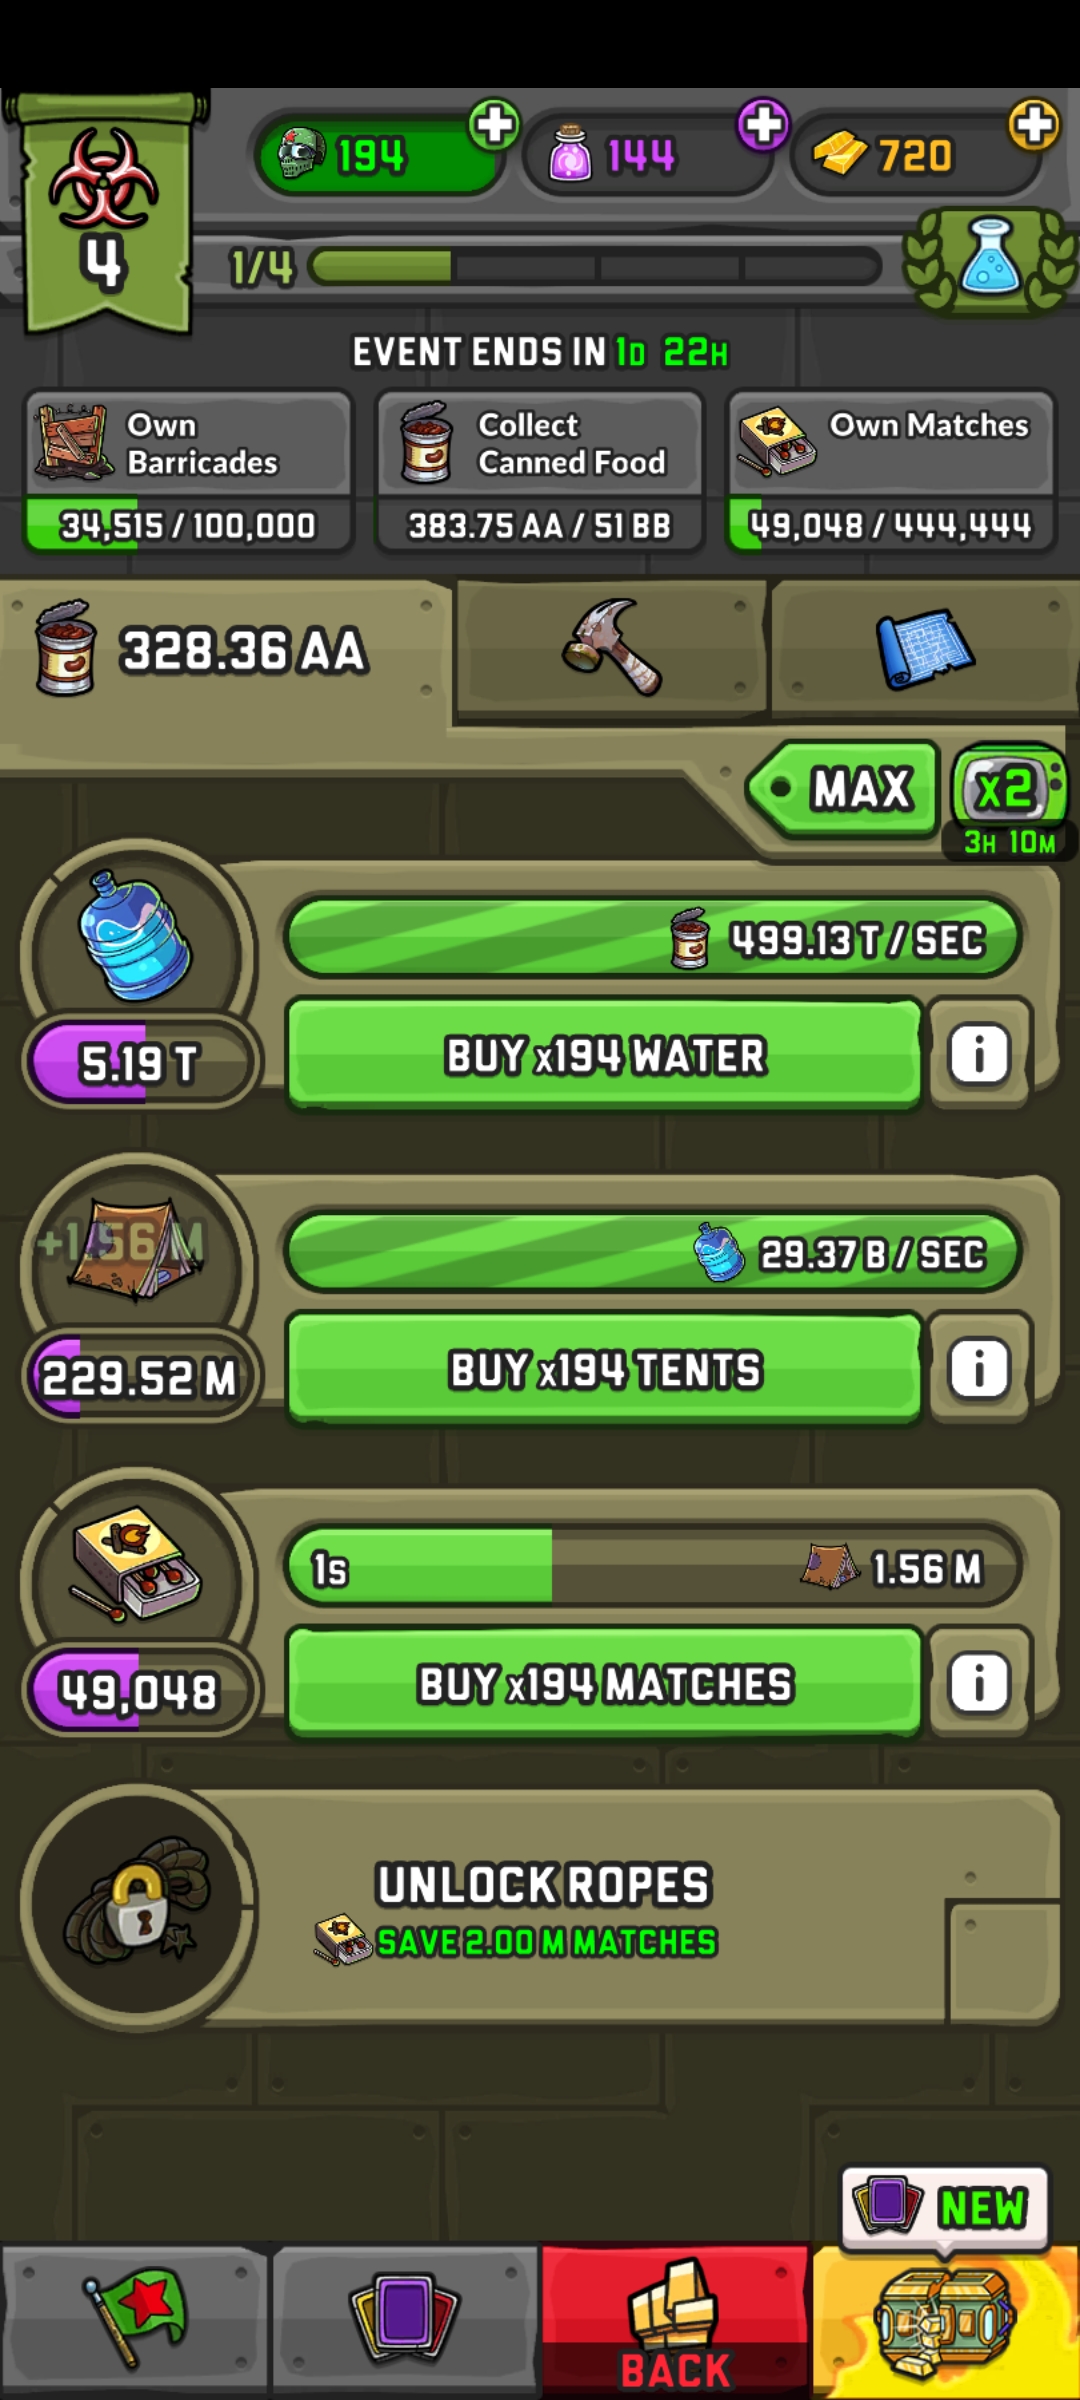 194
144
720
4
1/4
EVENT ENDS IN 1D 22H
Own
Barricades
34,515 / 100,000
Collect
Canned Food
383.75 AA / 51 BB
Own Matches
49,048 / 444,444
328.36 AA
MAX
x2
3H 10M
499.13 T / SEC
BUY x194 WATER
i
5.19 T
+1.56 M
29.37 B / SEC
BUY x194 TENTS
i
229.52 M
1s
1.56 M
BUY x194 MATCHES
i
49,048
UNLOCK ROPES
SAVE 2.00 M MATCHES
NEW
BACK